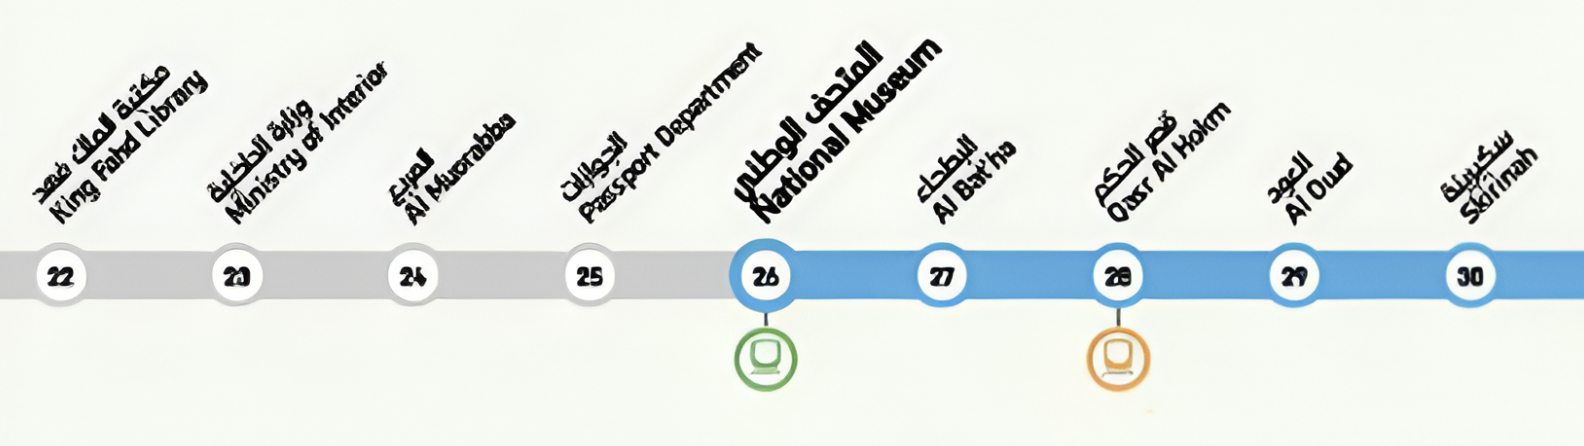 مكتبة الملك فهد
King Fahd Library
وزارة الداخلية
Ministry of Interior
المربع
Al Murabba
الجوازات
Passport Department
المتحف الوطني
National Museum
البطحاء
Al Bat'ha
قصر الحكم
Qasr Al Hokm
العود
Al Oud
سكيرينة
Skirinah
22
23
24
25
26
27
28
29
30